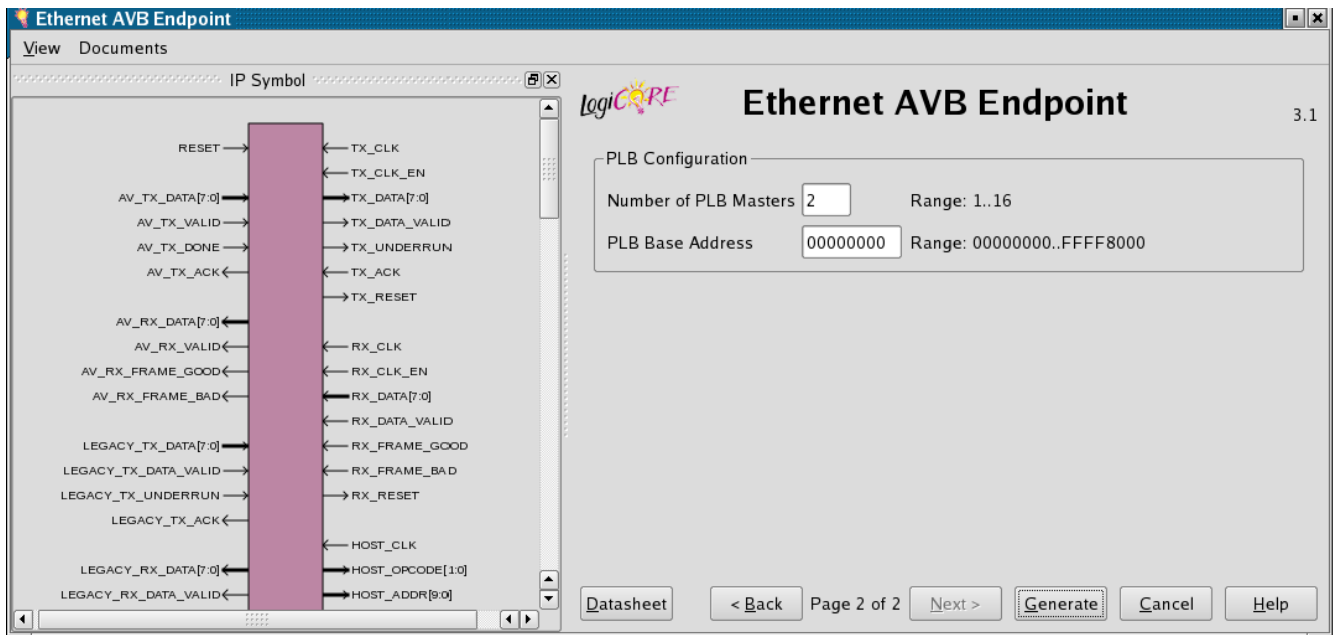 Ethernet AVB Endpoint
View Documents
IP Symbol
RESET
AV_TX_DATA[7:0]
AV_TX_VALID
AV_TX_DONE
AV_TX_ACK
AV_RX_DATA[7:0]
AV_RX_VALID
AV_RX_FRAME_GOOD
AV_RX_FRAME_BAD
LEGACY_TX_DATA[7:0]
LEGACY_TX_DATA_VALID
LEGACY_TX_UNDERRUN
LEGACY_TX_ACK
LEGACY_RX_DATA[7:0]
LEGACY_RX_DATA_VALID
TX_CLK
TX_CLK_EN
TX_DATA[7:0]
TX_DATA_VALID
TX_UNDERRUN
TX_ACK
TX_RESET
RX_CLK
RX_CLK_EN
RX_DATA[7:0]
RX_DATA_VALID
RX_FRAME_GOOD
RX_FRAME_BAD
RX_RESET
HOST_CLK
HOST_OPCODE[1:0]
HOST_ADDR[9:0]
logiCORE
Ethernet AVB Endpoint
3.1
PLB Configuration
Number of PLB Masters 2 Range: 1..16
PLB Base Address 00000000 Range: 00000000..FFFF8000
Datasheet < Back Page 2 of 2 Next > Generate Cancel Help